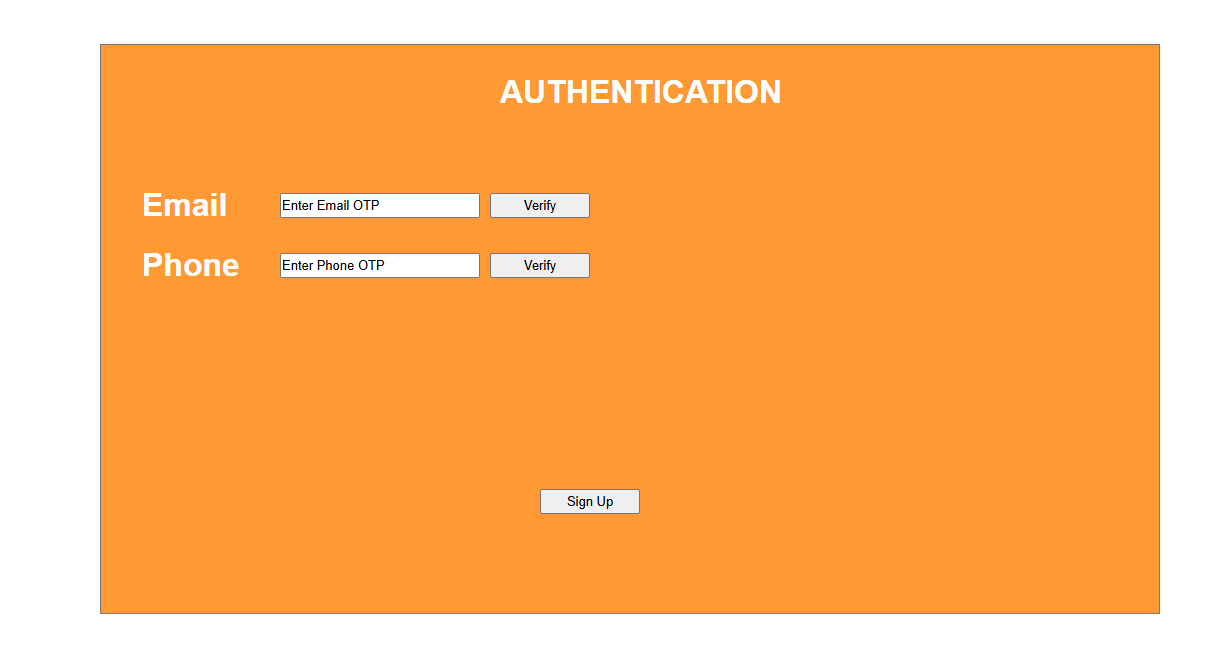 AUTHENTICATION
Email Enter Email OTP Verify
Phone Enter Phone OTP Verify
Sign Up